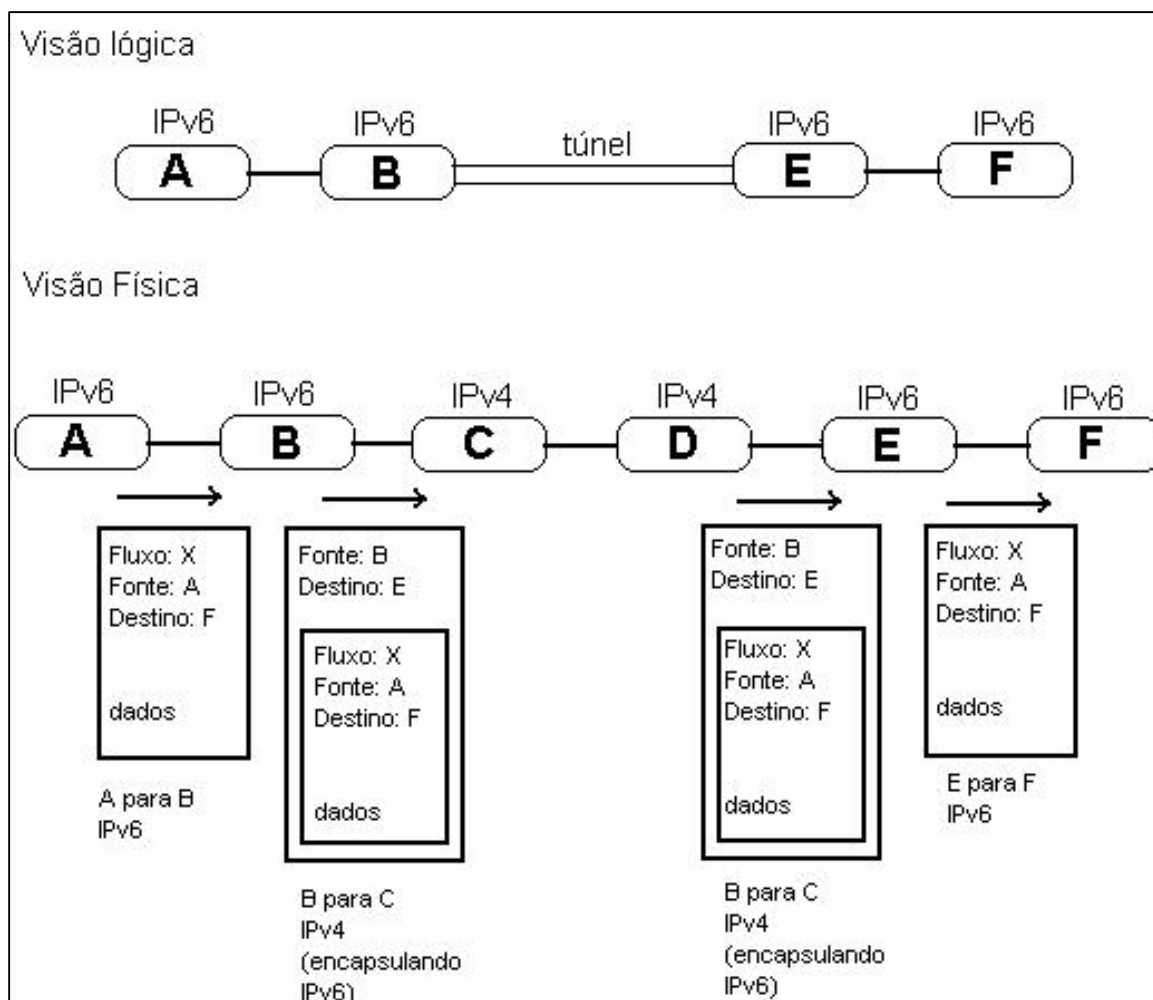 Visão lógica
IPv6 IPv6 IPv6 IPv6
túnel
A B E F
Visão Física
IPv6 IPv6 IPv4 IPv4 IPv6 IPv6
A B C D E F
Fluxo: X
Fonte: A
Destino: F
dados
A para B
IPv6
Fonte: B
Destino: E
Fluxo: X
Fonte: A
Destino: F
dados
B para C
IPv4
(encapsulando
IPv6)
Fonte: B
Destino: E
Fluxo: X
Fonte: A
Destino: F
dados
B para C
IPv4
(encapsulando
IPv6)
Fluxo: X
Fonte: A
Destino: F
dados
E para F
IPv6